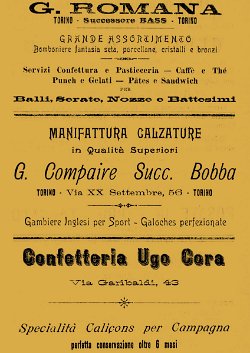 G. ROMANA
TORINO - Successore BASS - TORINO
GRANDE ASSORTIMENTO
Bomboniere fantasia seta, porcellane, cristalli e bronzi
Servizi Confettura e Pasticceria — Caffè e Thé
Punch e Gelati — Pâtes e Sandwich
PER
Balli, Serate, Nozze e Battesimi
MANIFATTURA CALZATURE
in Qualità Superiori
G. Compaire Succ. Bobba
TORINO - Via XX Settembre, 56 - TORINO
Gambiere Inglesi per Sport - Galoches perfezionate
Confetteria Ugo Cora
Via Garibaldi, 43
Specialità Caliçons per Campagna
perfetta conservazione oltre 6 mesi